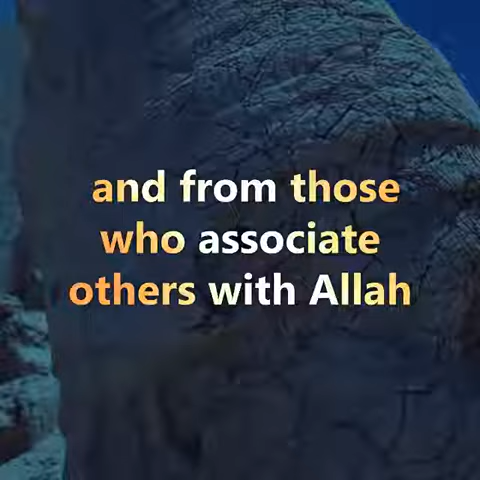 and from those
who associate
others with Allah